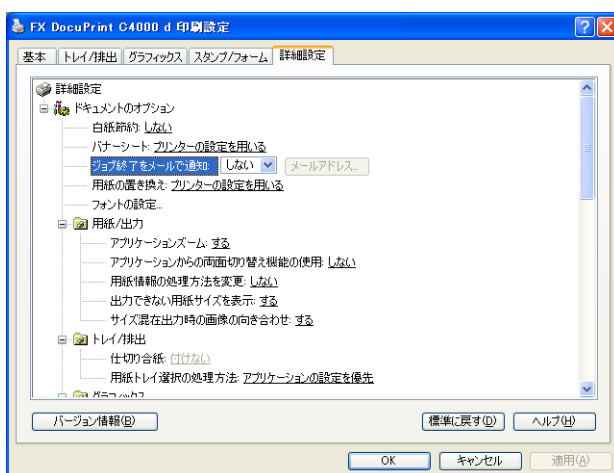 FX DocuPrint C4000 d 印刷設定
基本 トレイ/排出 グラフィックス スタンプ/フォーム 詳細設定
詳細設定
ドキュメントのオプション
白紙節約: しない
バナーシート: プリンターの設定を用いる
ジョブ終了をメールで通知: しない メールアドレス...
用紙の置き換え: プリンターの設定を用いる
フォントの設定...
用紙/出力
アプリケーションズーム: する
アプリケーションからの両面切り替え機能の使用: しない
用紙情報の処理方法を変更: しない
出力できない用紙サイズを表示: する
サイズ混在出力時の画像の向き合わせ: する
トレイ/排出
仕切り合紙: 付けない
用紙トレイ選択の処理方法: アプリケーションの設定を優先
グラフィックス
バージョン情報(B) 標準に戻す(D) ヘルプ(H)
OK キャンセル 適用(A)